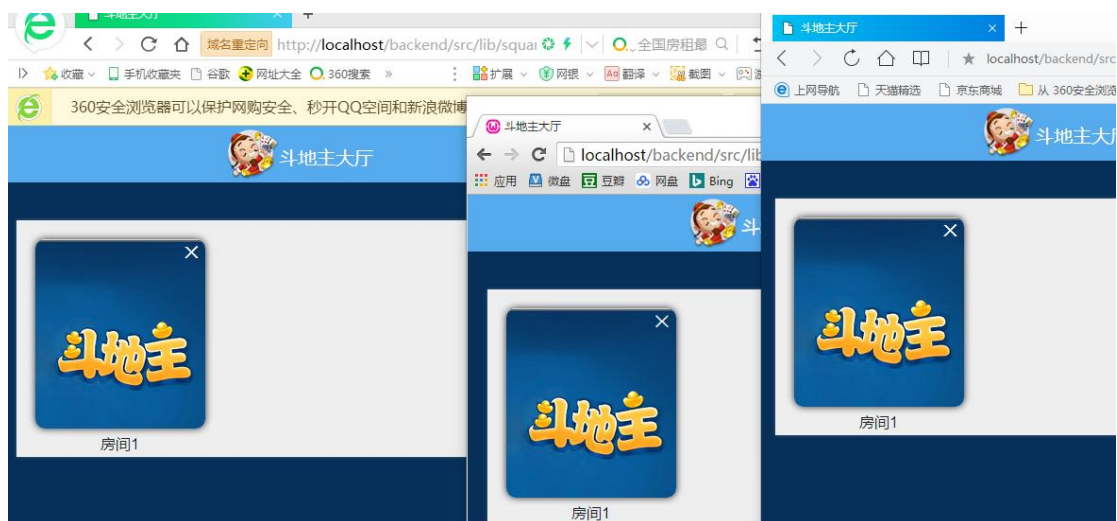 斗地主大厅
域名重定向 http://localhost/backend/src/lib/squar
全国房租最
收藏 手机收藏夹 谷歌 网址大全 360搜索 »
扩展 网银 翻译 截图
360安全浏览器可以保护网购安全、秒开QQ空间和新浪微博
斗地主大厅
斗地主
房间1
斗地主大厅
localhost/backend/src/lib
应用 微盘 豆瓣 网盘 Bing
斗
斗地主
房间1
斗地主大厅
localhost/backend/src
上网导航 天猫精选 京东商城 从 360安全浏览
斗地主大厅
斗地主
房间1